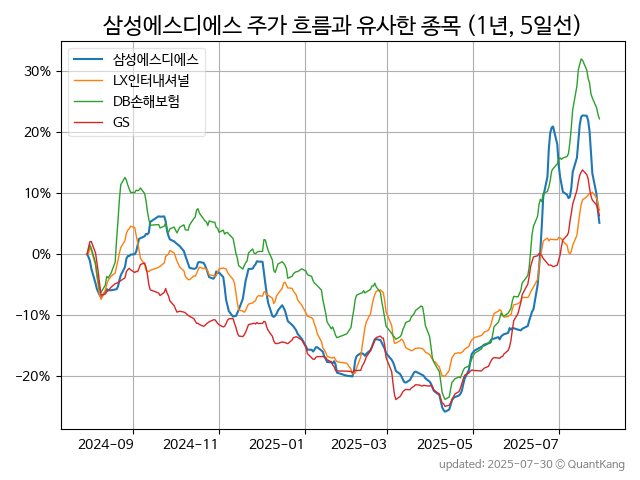 삼성에스디에스 주가 흐름과 유사한 종목 (1년, 5일선)
삼성에스디에스
LX인터내셔널
DB손해보험
GS
30%
20%
10%
0%
−10%
−20%
2024-09
2024-11
2025-01
2025-03
2025-05
2025-07
updated: 2025-07-30 © QuantKang